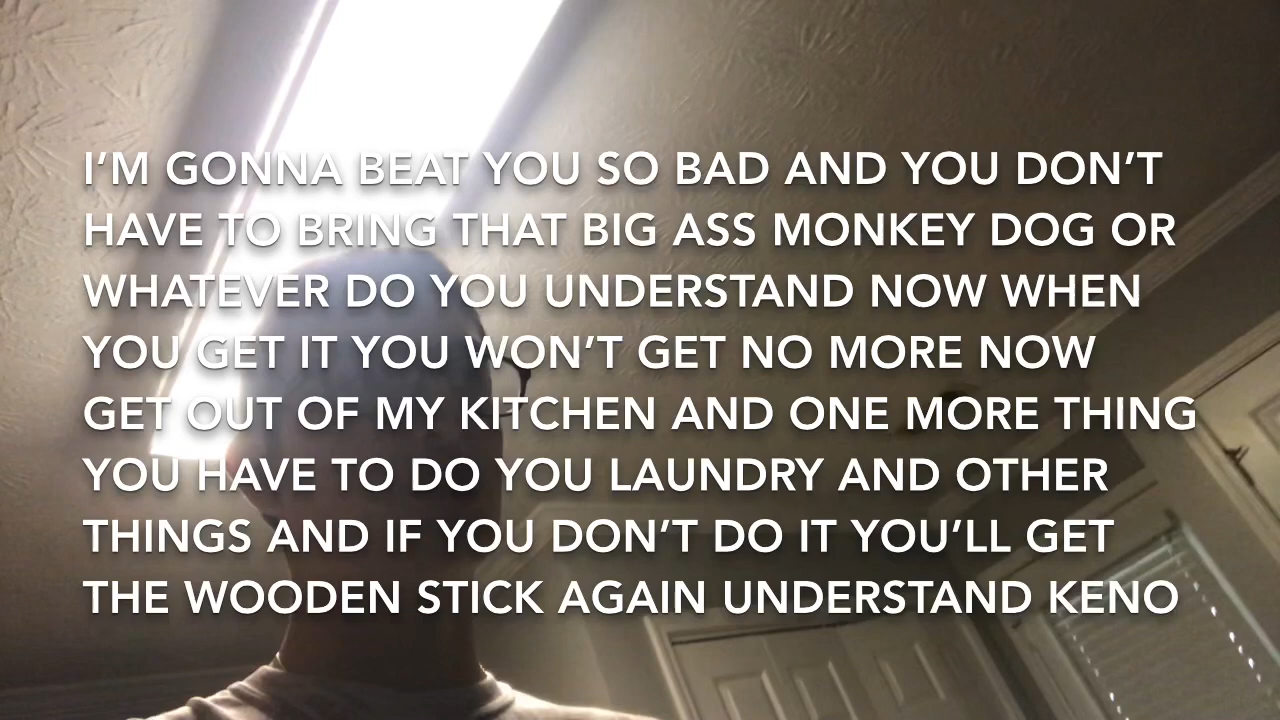 I'M GONNA BEAT YOU SO BAD AND YOU DON'T
HAVE TO BRING THAT BIG ASS MONKEY DOG OR
WHATEVER DO YOU UNDERSTAND NOW WHEN
YOU GET IT YOU WON'T GET NO MORE NOW
GET OUT OF MY KITCHEN AND ONE MORE THING
YOU HAVE TO DO YOU LAUNDRY AND OTHER
THINGS AND IF YOU DON'T DO IT YOU'LL GET
THE WOODEN STICK AGAIN UNDERSTAND KENO